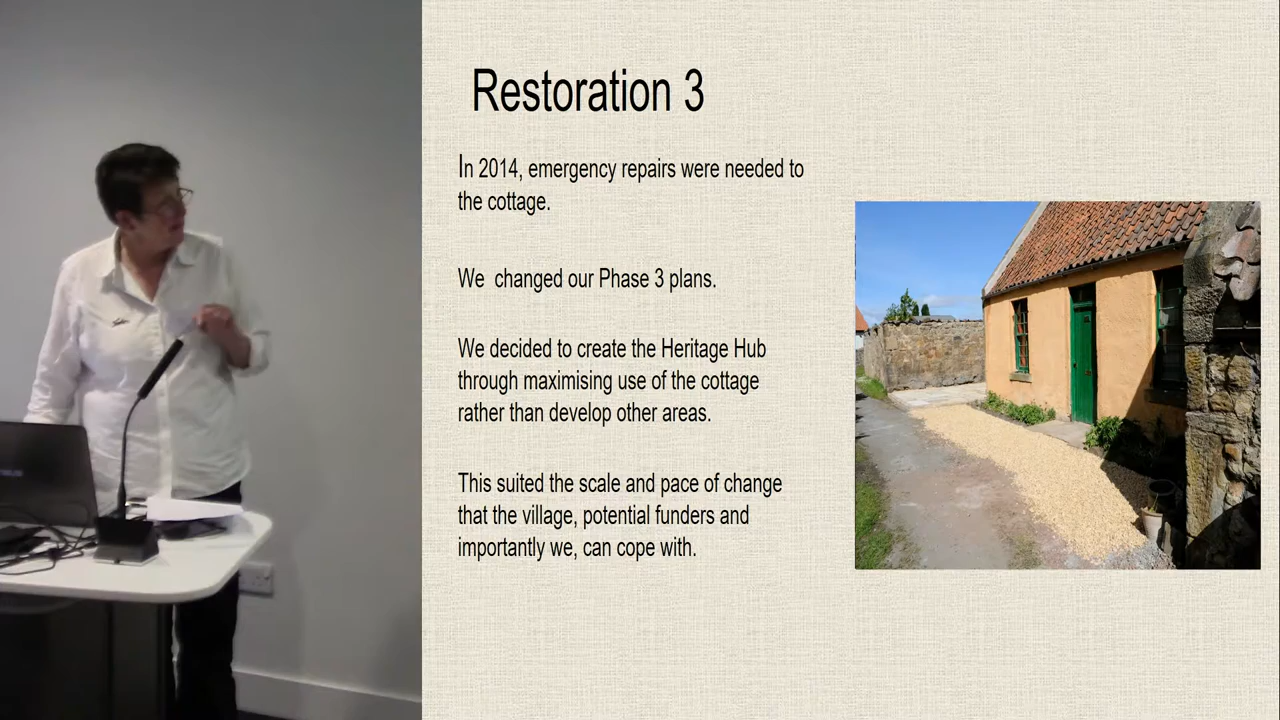 Restoration 3
In 2014, emergency repairs were needed to
the cottage.
We  changed our Phase 3 plans.
We decided to create the Heritage Hub
through maximising use of the cottage
rather than develop other areas.
This suited the scale and pace of change
that the village, potential funders and
importantly we, can cope with.